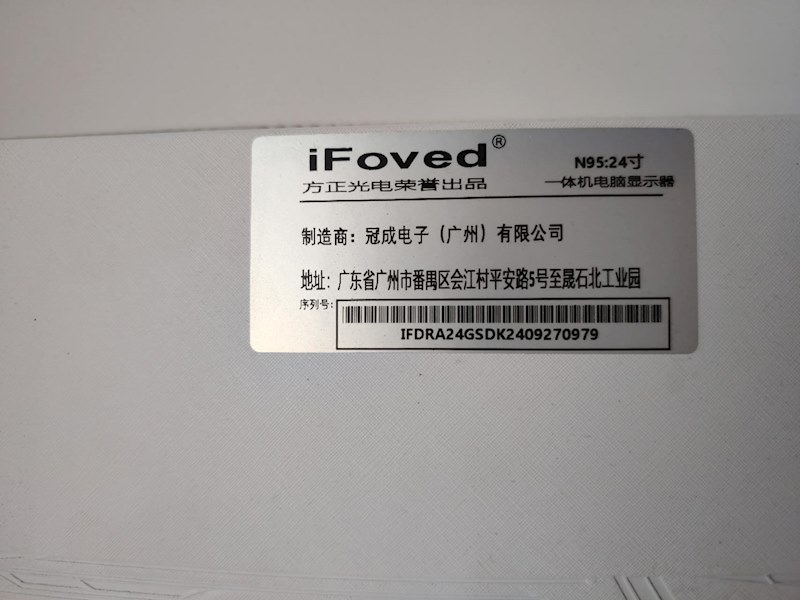 iFoved®
方正光电荣誉出品
N95:24寸
一体机电脑显示器
制造商：冠成电子（广州）有限公司
地址：广东省广州市番禺区会江村平安路5号至晟石北工业园
序列号：
IFDRA24GSDK2409270979